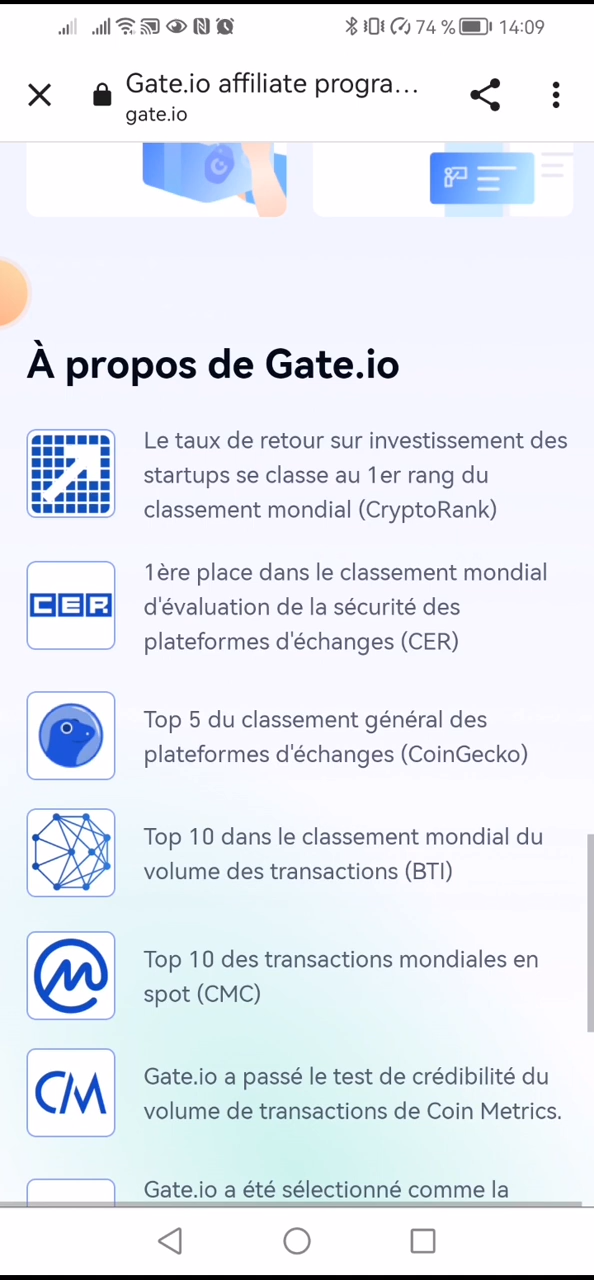 74 % 14:09
Gate.io affiliate progra...
gate.io
À propos de Gate.io
Le taux de retour sur investissement des
startups se classe au 1er rang du
classement mondial (CryptoRank)
CER
1ère place dans le classement mondial
d'évaluation de la sécurité des
plateformes d'échanges (CER)
Top 5 du classement général des
plateformes d'échanges (CoinGecko)
Top 10 dans le classement mondial du
volume des transactions (BTI)
Top 10 des transactions mondiales en
spot (CMC)
CM
Gate.io a passé le test de crédibilité du
volume de transactions de Coin Metrics.
Gate.io a été sélectionné comme la